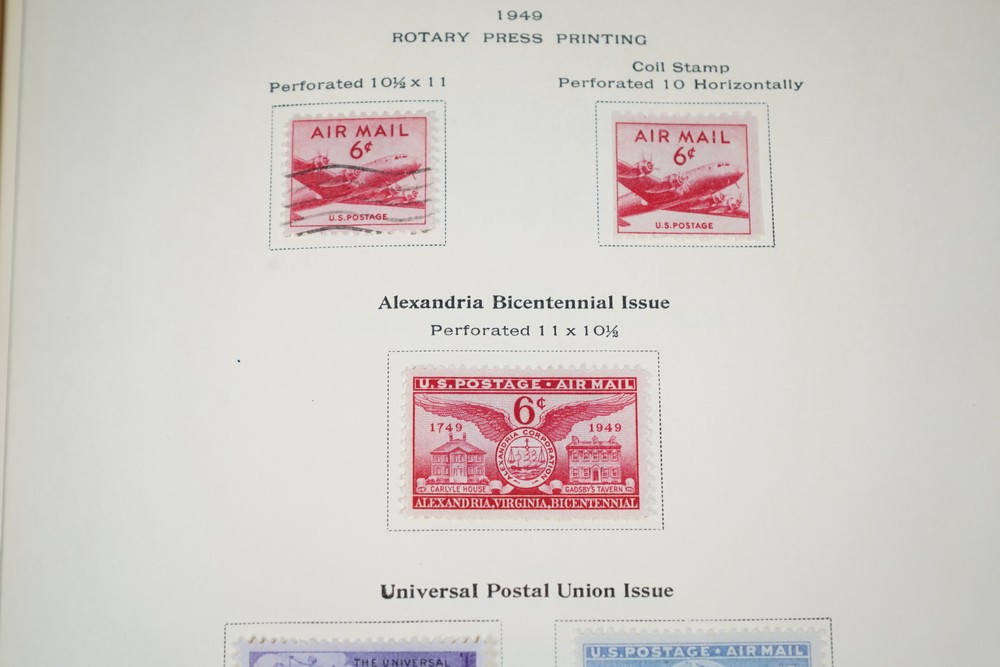 1949
ROTARY PRESS PRINTING
Perforated 10½ x 11
Coil Stamp
Perforated 10 Horizontally
AIR MAIL
6¢
U.S. POSTAGE
AIR MAIL
6¢
U.S. POSTAGE
Alexandria Bicentennial Issue
Perforated 11 x 10½
U.S. POSTAGE • AIR MAIL
6¢
1749
1949
ALEXANDRIA CORPORATION
CARLYLE HOUSE
GADSBY'S TAVERN
ALEXANDRIA, VIRGINIA, BICENTENNIAL
Universal Postal Union Issue
THE UNIVERSAL
U.S. POSTAGE • AIR MAIL